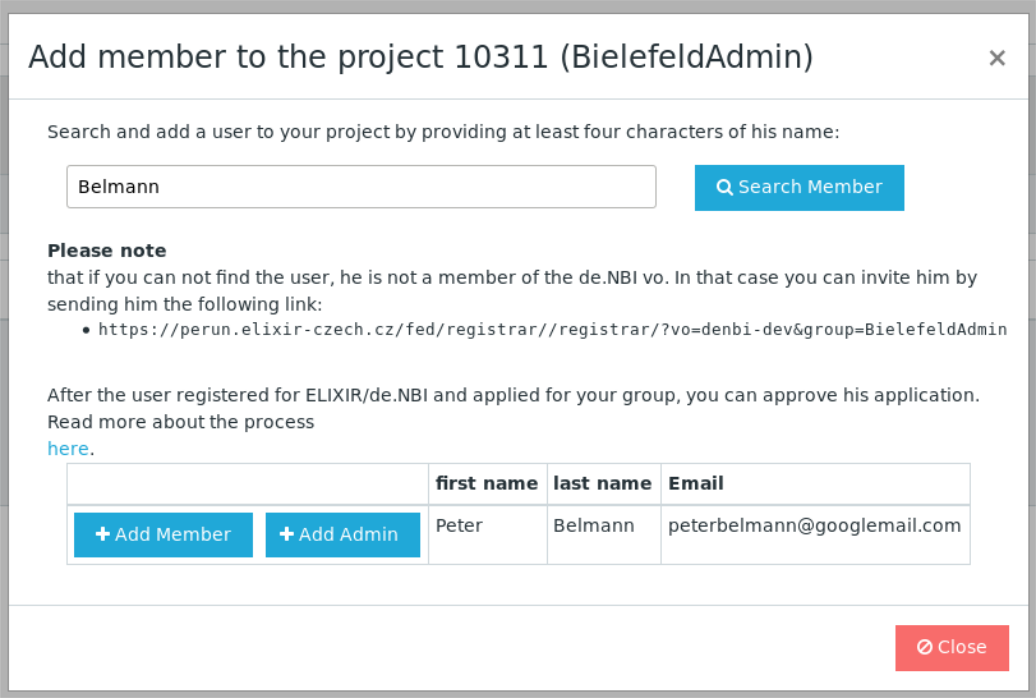 Add member to the project 10311 (BielefeldAdmin)
×
Search and add a user to your project by providing at least four characters of his name:
Belmann
Search Member
Please note
that if you can not find the user, he is not a member of the de.NBI vo. In that case you can invite him by
sending him the following link:
• https://perun.elixir-czech.cz/fed/registrar//registrar/?vo=denbi-dev&group=BielefeldAdmin
After the user registered for ELIXIR/de.NBI and applied for your group, you can approve his application.
Read more about the process
here.
first name last name Email
+ Add Member + Add Admin Peter Belmann peterbelmann@googlemail.com
Close